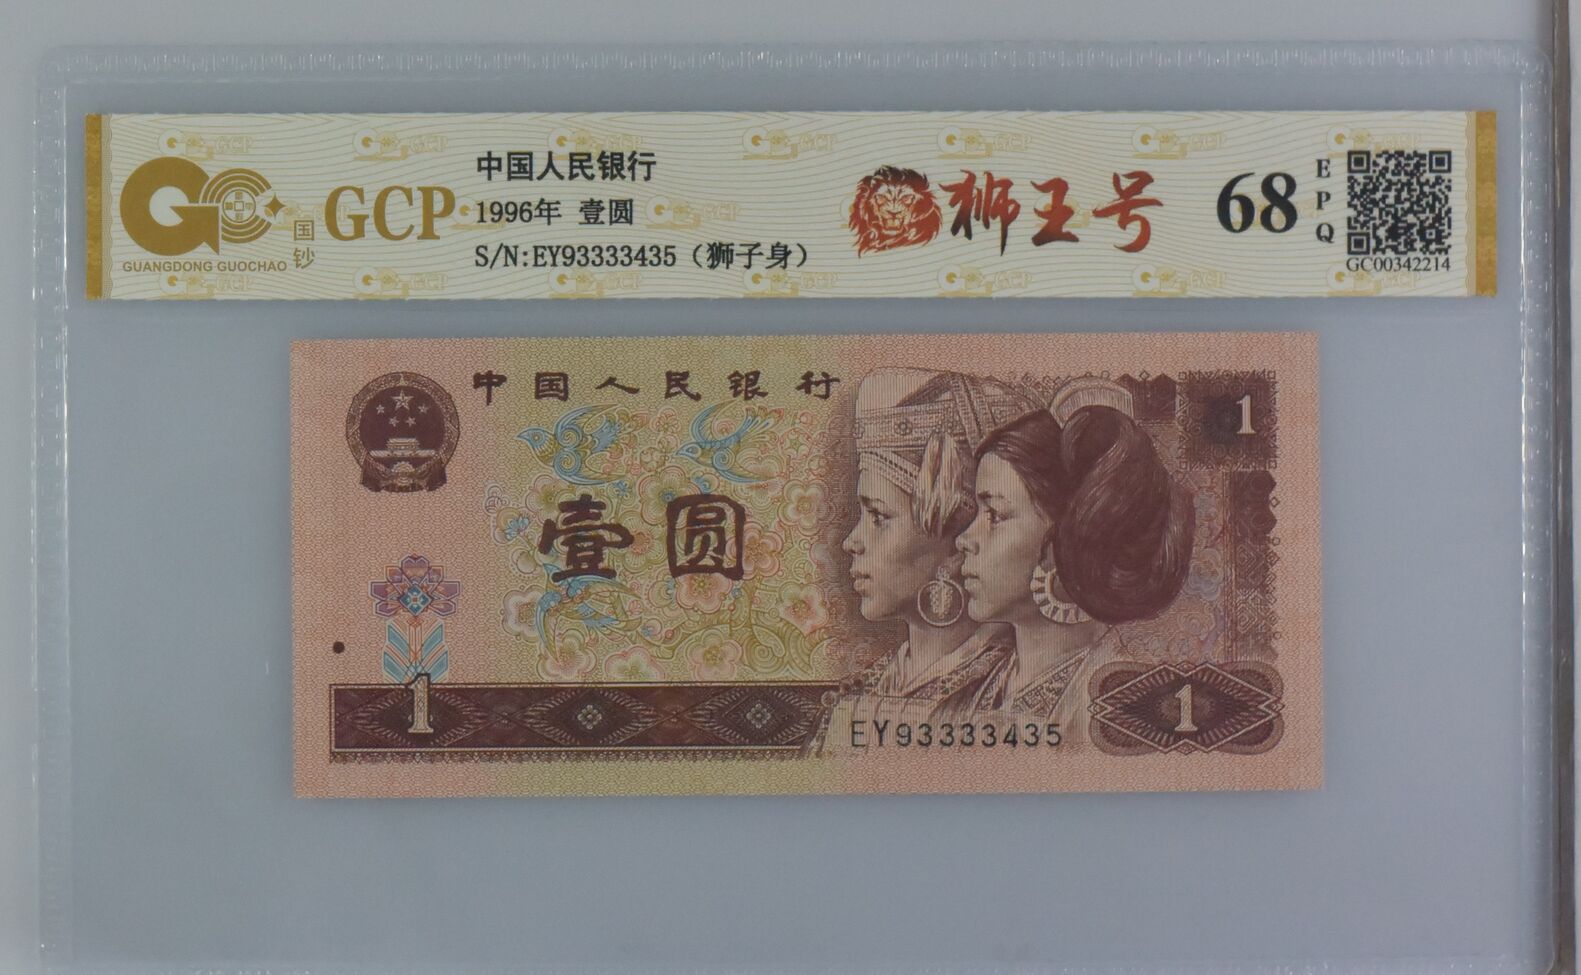 GCP
GUANGDONG GUOCHAO
国钞
中国人民银行
1996年 壹圆
S/N:EY93333435（狮子身）
狮王号
68
EPQ
GC00342214
中国人民银行
1
壹圆
1
EY93333435
1